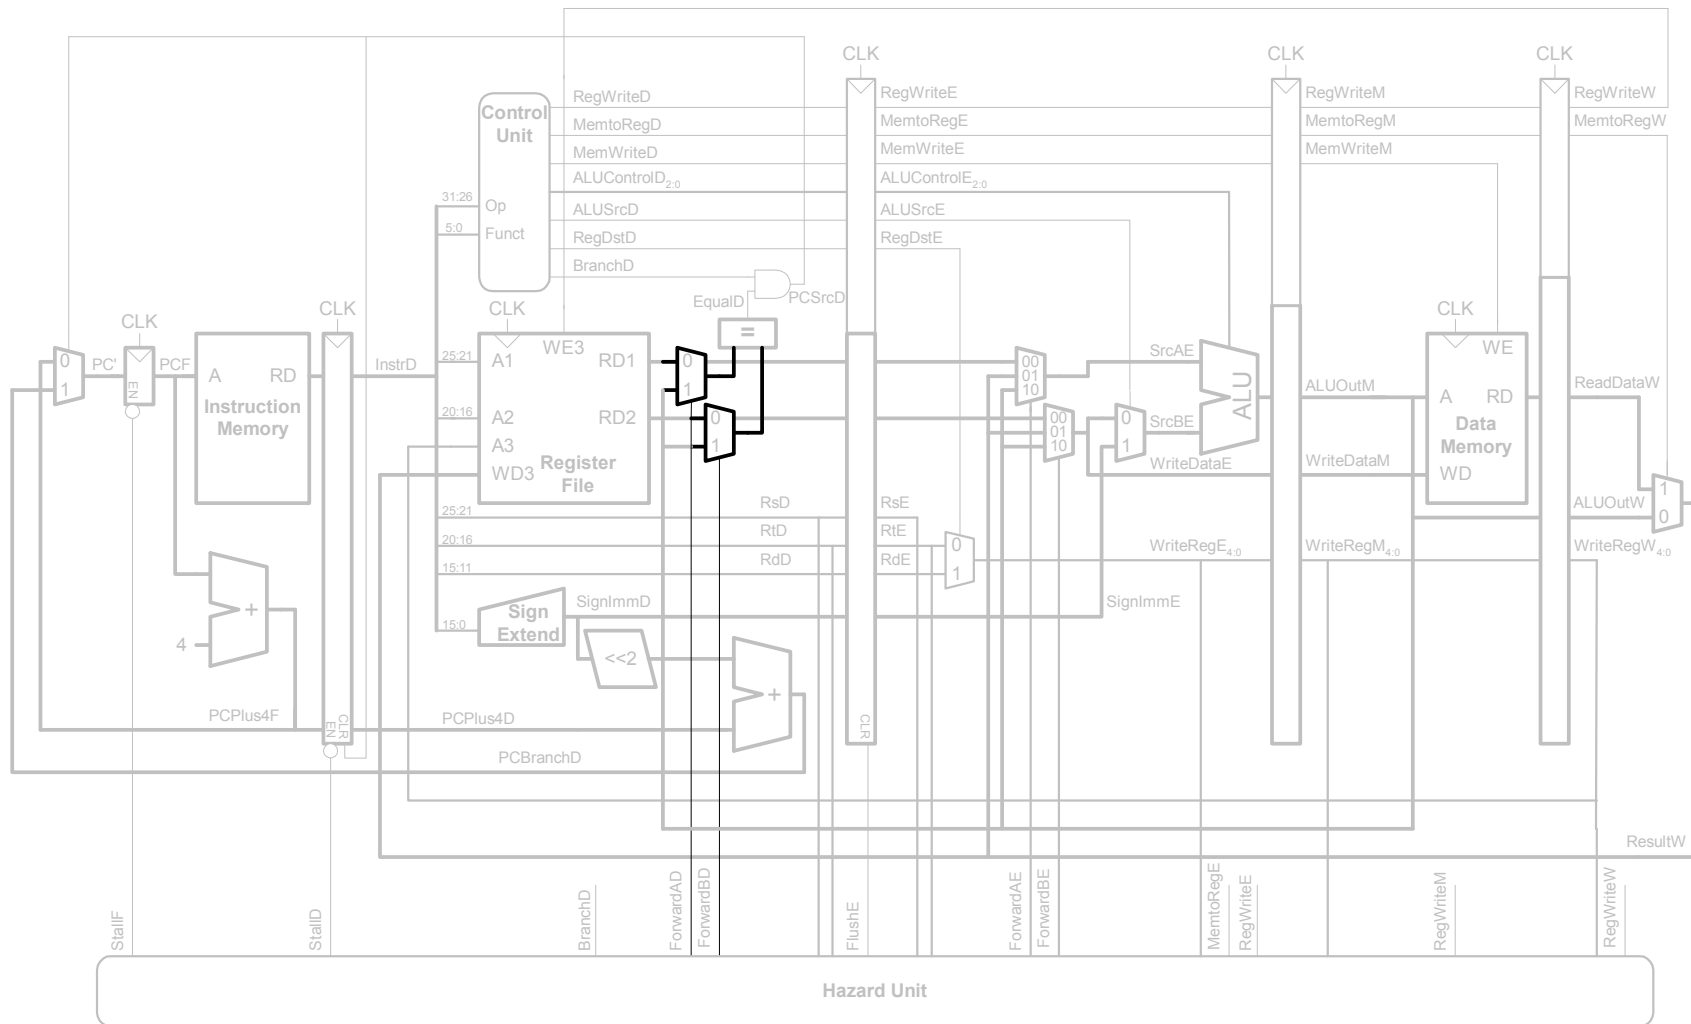 CLK
CLK
CLK
Control
Unit
RegWriteD
MemtoRegD
MemWriteD
ALUControlD2:0
ALUSrcD
RegDstD
BranchD
31:26
Op
5:0
Funct
RegWriteE
MemtoRegE
MemWriteE
ALUControlE2:0
ALUSrcE
RegDstE
RegWriteM
MemtoRegM
MemWriteM
RegWriteW
MemtoRegW
EqualD
PCSrcD
=
CLK
CLK
CLK
CLK
0
1
PC'
EN
PCF
A
RD
Instruction
Memory
InstrD
25:21
A1
WE3
RD1
20:16
A2
RD2
A3
WD3
Register
File
0
1
0
1
00
01
10
00
01
10
SrcAE
0
1
SrcBE
ALU
WriteDataE
ALUOutM
WriteDataM
WE
A
RD
Data
Memory
WD
ReadDataW
ALUOutW
1
0
25:21
RsD
RsE
20:16
RtD
RtE
15:11
RdD
RdE
0
1
WriteRegE4:0
WriteRegM4:0
WriteRegW4:0
+
4
15:0
Sign
Extend
SignImmD
SignImmE
<<2
+
PCPlus4F
EN
CLR
PCPlus4D
CLR
PCBranchD
ResultW
StallF
StallD
BranchD
ForwardAD
ForwardBD
FlushE
ForwardAE
ForwardBE
MemtoRegE
RegWriteE
RegWriteM
RegWriteW
Hazard Unit